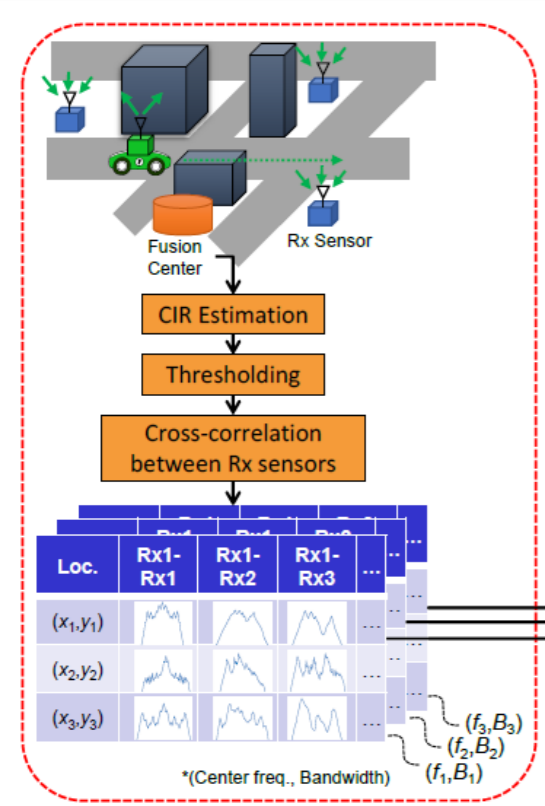 Fusion
Center
Rx Sensor
CIR Estimation
Thresholding
Cross-correlation
between Rx sensors
Loc.
Rx1-
Rx1
Rx1-
Rx2
Rx1-
Rx3
...
(x₁,y₁)
...
(x₂,y₂)
...
(x₃,y₃)
...
(f₃,B₃)
(f₂,B₂)
(f₁,B₁)
*(Center freq., Bandwidth)